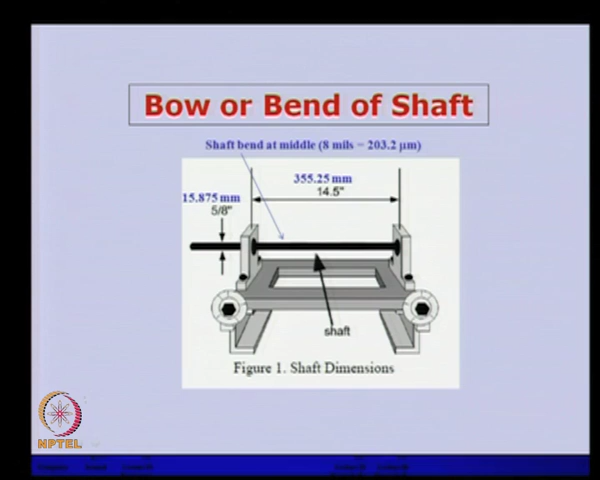 Bow or Bend of Shaft
Shaft bend at middle (8 mils = 203.2 µm)
355.25 mm
14.5"
15.875 mm
5/8"
shaft
Figure 1. Shaft Dimensions
NPTEL